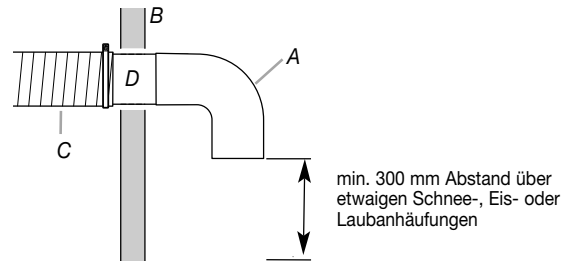 B
A
D
C
min. 300 mm Abstand über
etwaigen Schnee-, Eis- oder
Laubanhäufungen